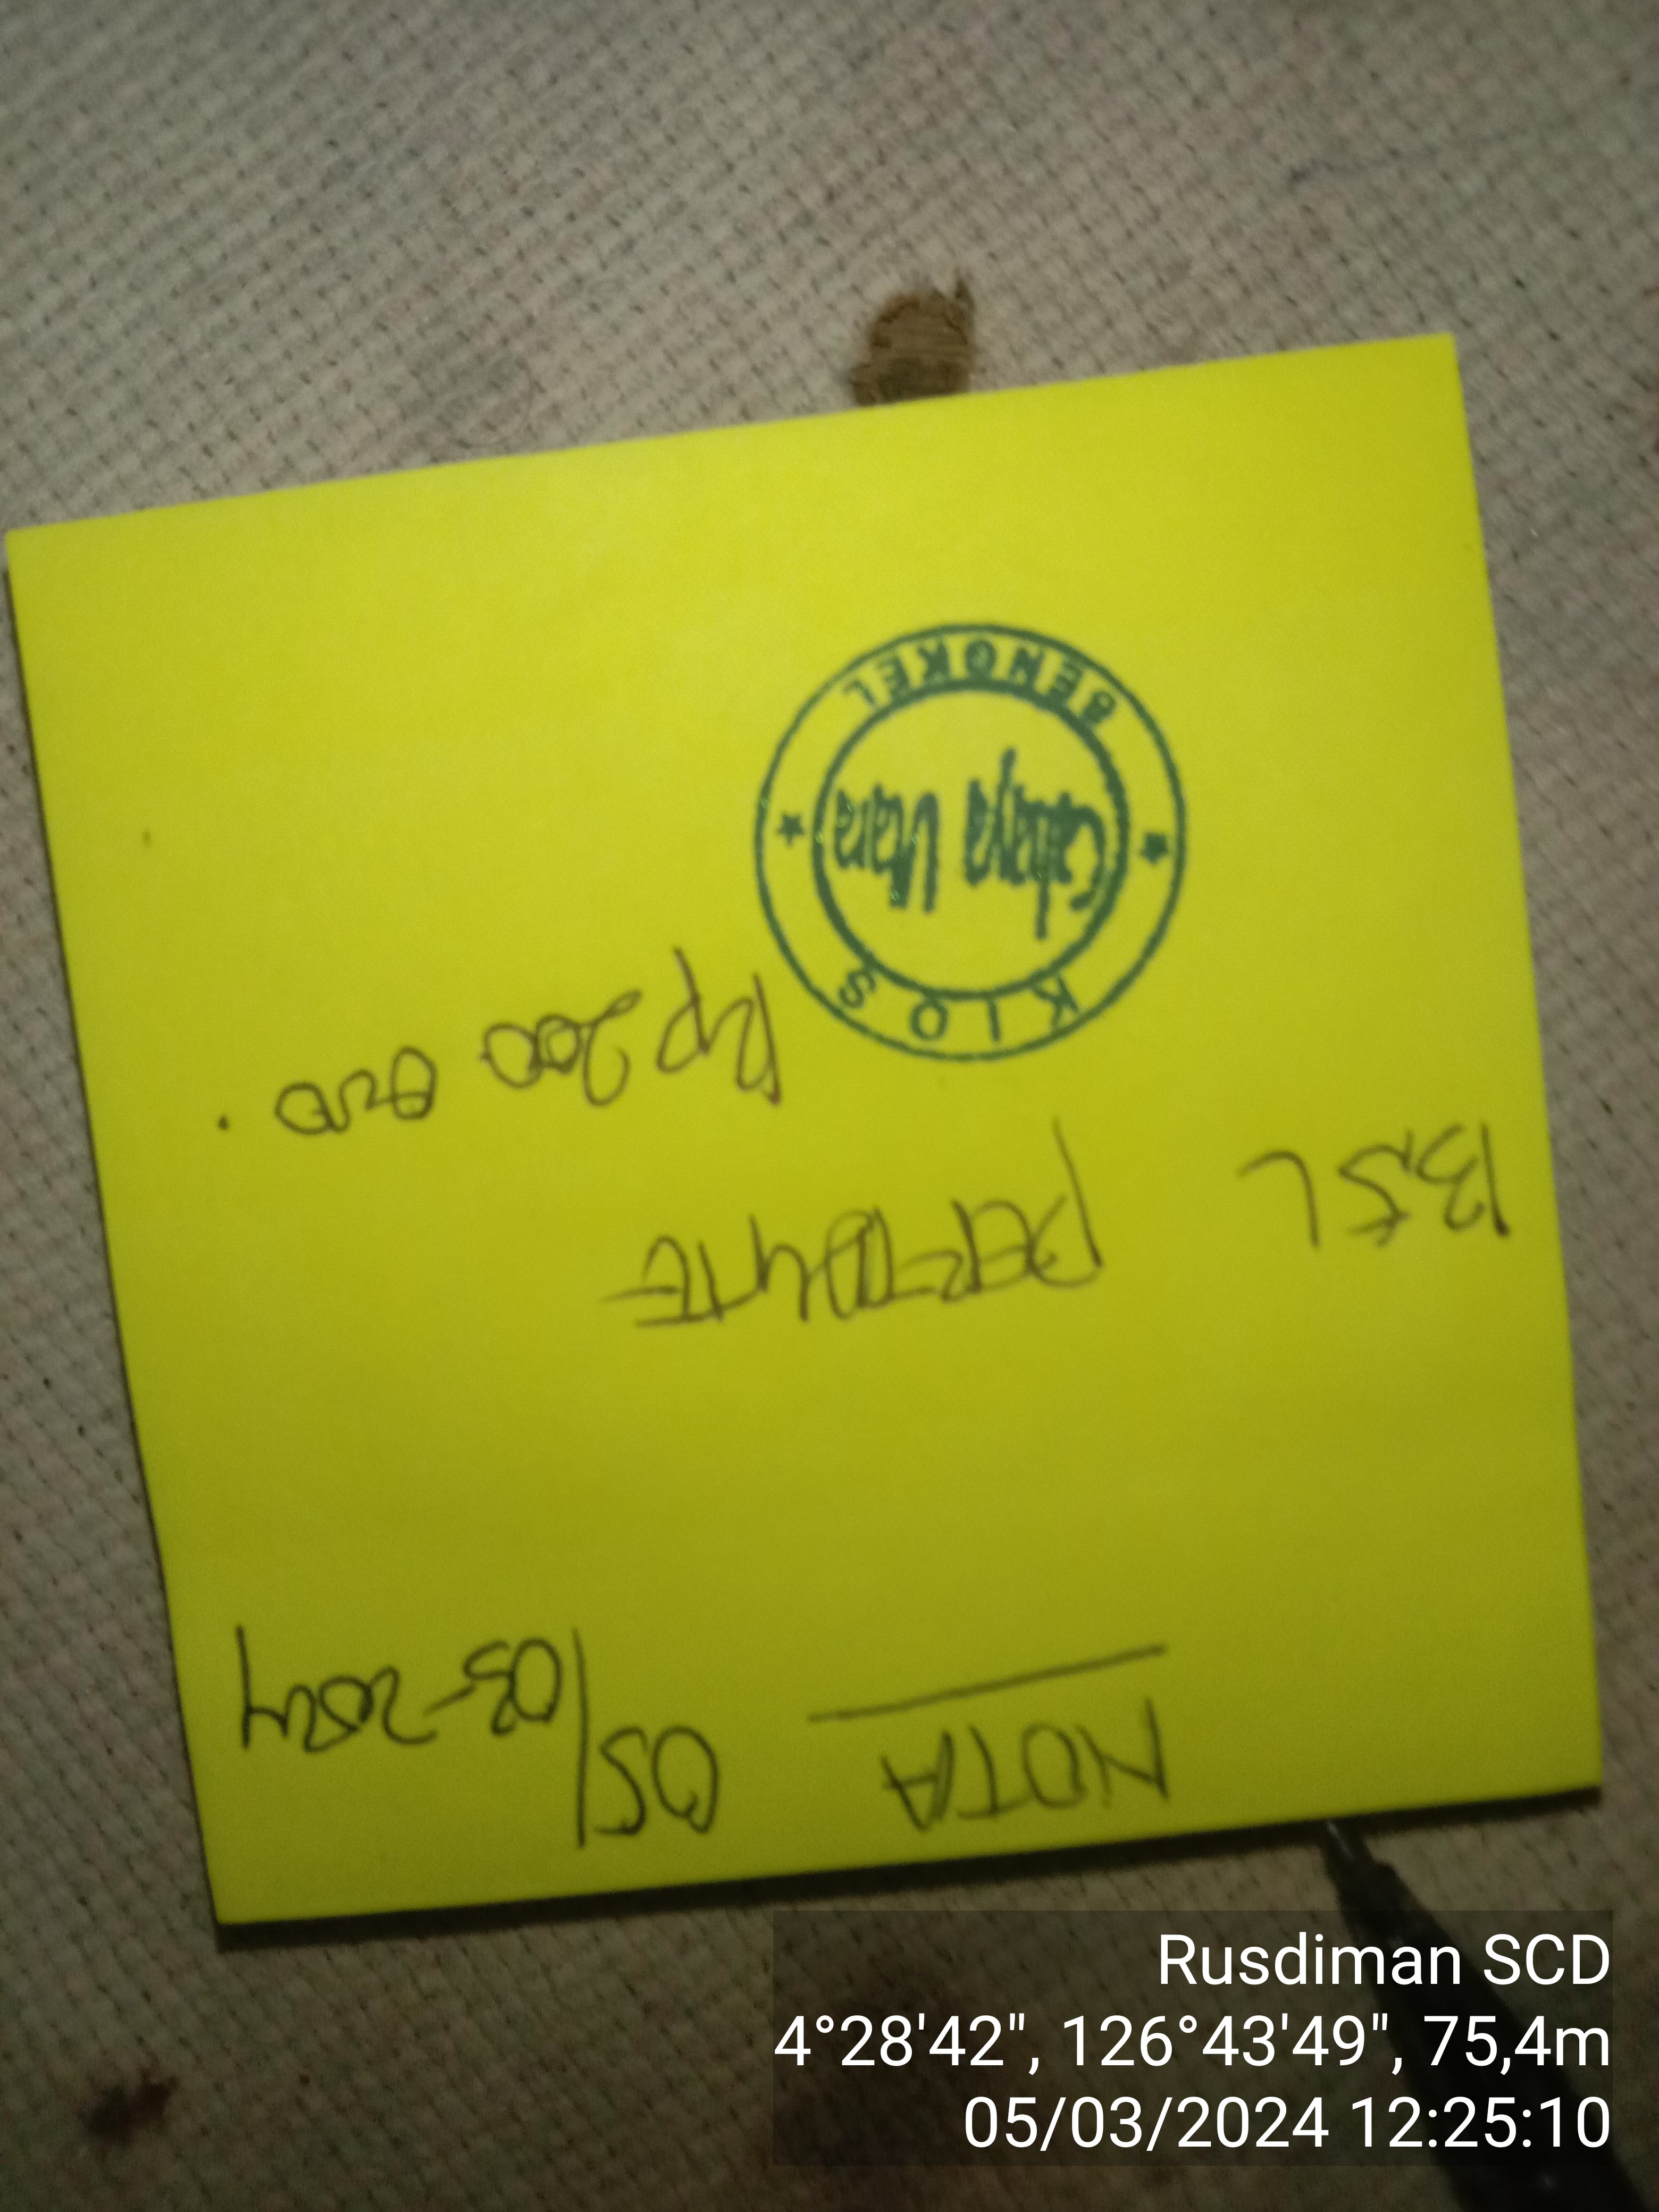 NOTA 05/03-2024
13,5 L PERTALITE
Rp 200.000.
KIOS
Cahaya Utara
BENGKEL
Rusdiman SCD
4°28'42", 126°43'49", 75,4m
05/03/2024 12:25:10